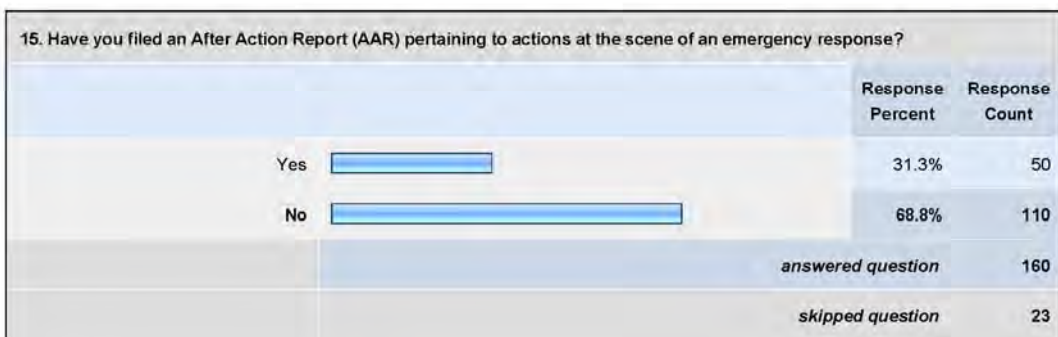 15. Have you filed an After Action Report (AAR) pertaining to actions at the scene of an emergency response?
Response Percent Response Count
Yes 31.3% 50
No 68.8% 110
answered question 160
skipped question 23